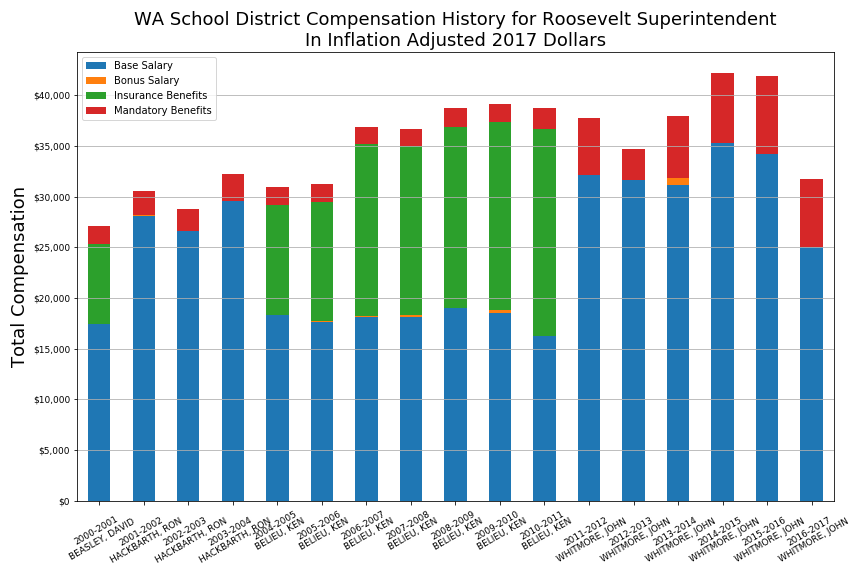 WA School District Compensation History for Roosevelt Superintendent
In Inflation Adjusted 2017 Dollars
Base Salary
Bonus Salary
Insurance Benefits
Mandatory Benefits
Total Compensation
$40,000
$35,000
$30,000
$25,000
$20,000
$15,000
$10,000
$5,000
$0
2000-2001
BEASLEY, DAVID
2001-2002
HACKBARTH, RON
2002-2003
HACKBARTH, RON
2003-2004
HACKBARTH, RON
2004-2005
BELIEU, KEN
2005-2006
BELIEU, KEN
2006-2007
BELIEU, KEN
2007-2008
BELIEU, KEN
2008-2009
BELIEU, KEN
2009-2010
BELIEU, KEN
2010-2011
BELIEU, KEN
2011-2012
WHITMORE, JOHN
2012-2013
WHITMORE, JOHN
2013-2014
WHITMORE, JOHN
2014-2015
WHITMORE, JOHN
2015-2016
WHITMORE, JOHN
2016-2017
WHITMORE, JOHN